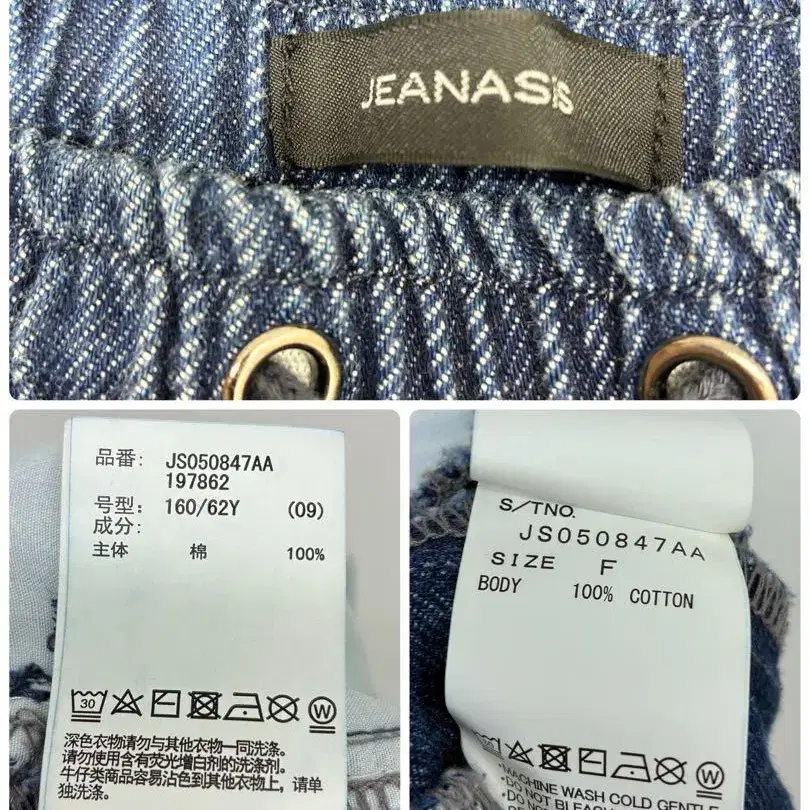 JEANASIS
品番: JS050847AA
197862
号型: 160/62Y (09)
成分:
主体 棉 100%
30
W
深色衣物请勿与其他衣物一同洗涤。
请勿使用含有荧光增白剂的洗涤剂。
牛仔类商品容易沾色到其他衣物上，请单
独洗涤。
S/TNO.
JS050847AA
SIZE F
BODY 100% COTTON
W
*MACHINE WASH COLD GENTL
*DO NOT BLEACH